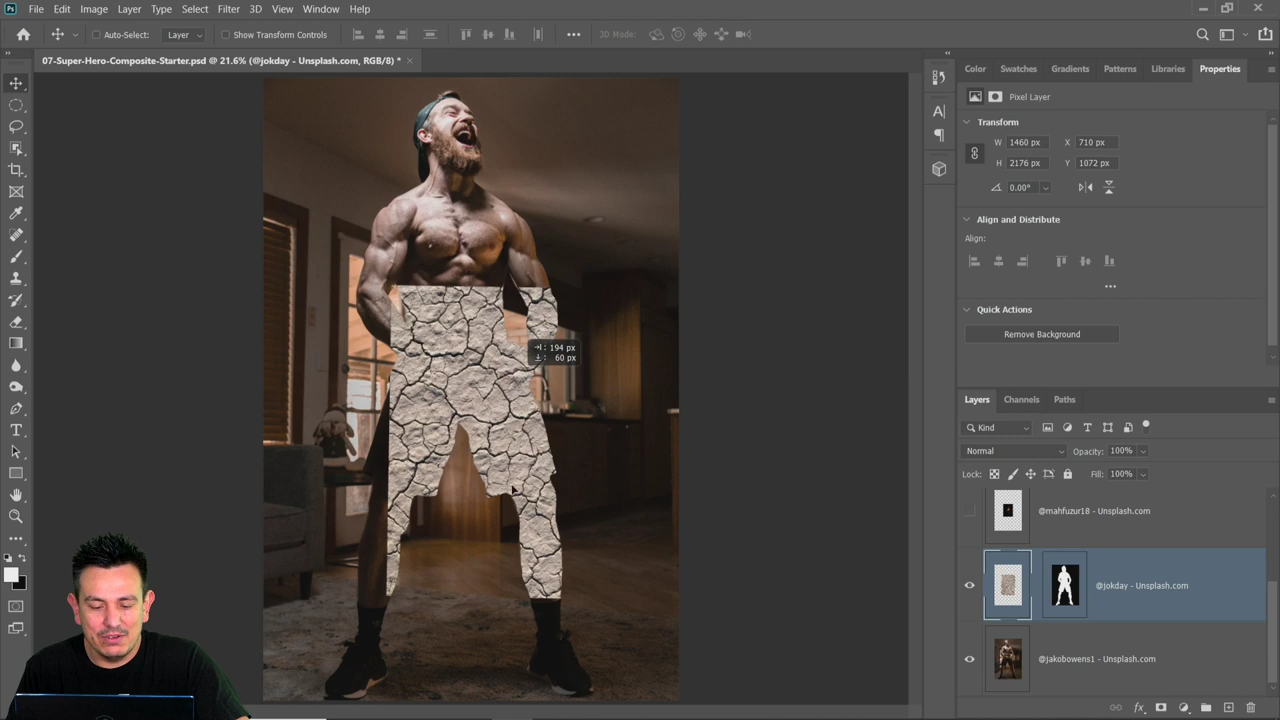 Ps File Edit Image Layer Type Select Filter 3D View Window Help
Auto-Select: Layer Show Transform Controls 3D Mode:
07-Super-Hero-Composite-Starter.psd @ 21.6% (@jokday - Unsplash.com, RGB/8) *
Color Swatches Gradients Patterns Libraries Properties
Pixel Layer
Transform
W 1460 px X 710 px
H 2176 px Y 1072 px
0.00°
Align and Distribute
Align:
Quick Actions
Remove Background
194 px
60 px
Layers Channels Paths
Kind
Normal Opacity: 100%
Lock: Fill: 100%
@mahfuzur18 - Unsplash.com
@jokday - Unsplash.com
@jakobowens1 - Unsplash.com